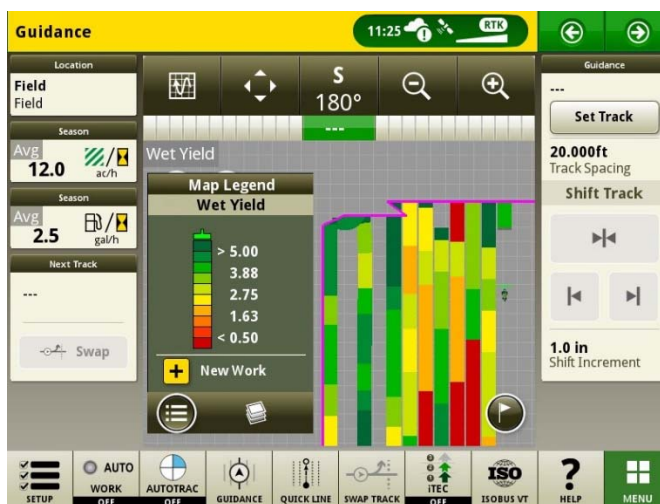 Guidance
11:25
RTK
Location
Field
Field
Season
Avg
12.0
ac/h
Season
Avg
2.5
gal/h
Next Track
---
Swap
S
180°
---
Wet Yield
Map Legend
Wet Yield
> 5.00
3.88
2.75
1.63
< 0.50
New Work
Guidance
---
Set Track
20.000ft
Track Spacing
Shift Track
1.0 in
Shift Increment
SETUP
AUTO
WORK
OFF
AUTOTRAC
OFF
GUIDANCE
QUICK LINE
SWAP TRACK
iTEC
OFF
ISO
ISOBUS VT
?
HELP
MENU